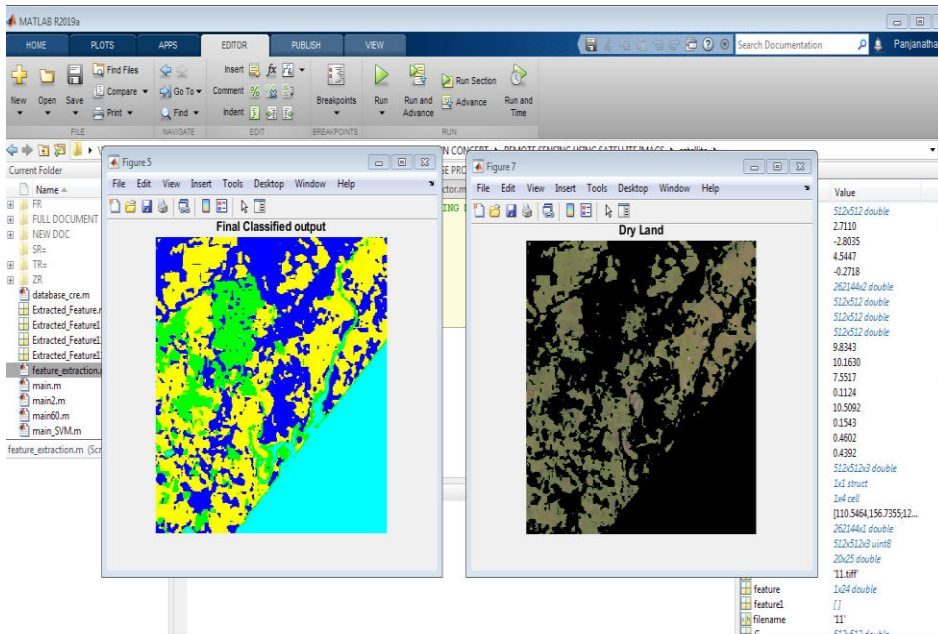 MATLAB R2019a
HOME PLOTS APPS EDITOR PUBLISH VIEW
Search Documentation
Panjanatha
New Open Save
Find Files
Compare
Print
Go To
Find
Insert
Comment
Indent
Breakpoints
Run
Run and Advance
Run Section
Advance
Run and Time
FILE NAVIGATE EDIT BREAKPOINTS RUN
N CONCEPT REMOTE SENSING USING SATELLITE IMAGE satellite
Current Folder
Name
FR
FULL DOCUMENT
NEW DOC
SR=
TR=
ZR
database_cre.m
Extracted_Feature.r
Extracted_Feature1
Extracted_Feature1
Extracted_Feature1
feature_extraction.
main.m
main2.m
main60.m
main_SVM.m
feature_extraction.m (Scr
Figure 5
File Edit View Insert Tools Desktop Window Help
Final Classified output
SE PRO
ctor.m
ING
Figure 7
File Edit View Insert Tools Desktop Window Help
Dry Land
Value
512x512 double
2.7110
-2.8035
4.5447
-0.2718
262144x2 double
512x512 double
512x512 double
512x512 double
9.8343
10.1630
7.5517
0.1124
10.5092
0.1543
0.4602
0.4392
512x512x3 double
1x1 struct
1x4 cell
[110.5464,156.7355;12...
262144x1 double
512x512x3 uint8
20x25 double
'11.tiff'
feature 1x24 double
feature1 []
filename '11'
G 512x512 double